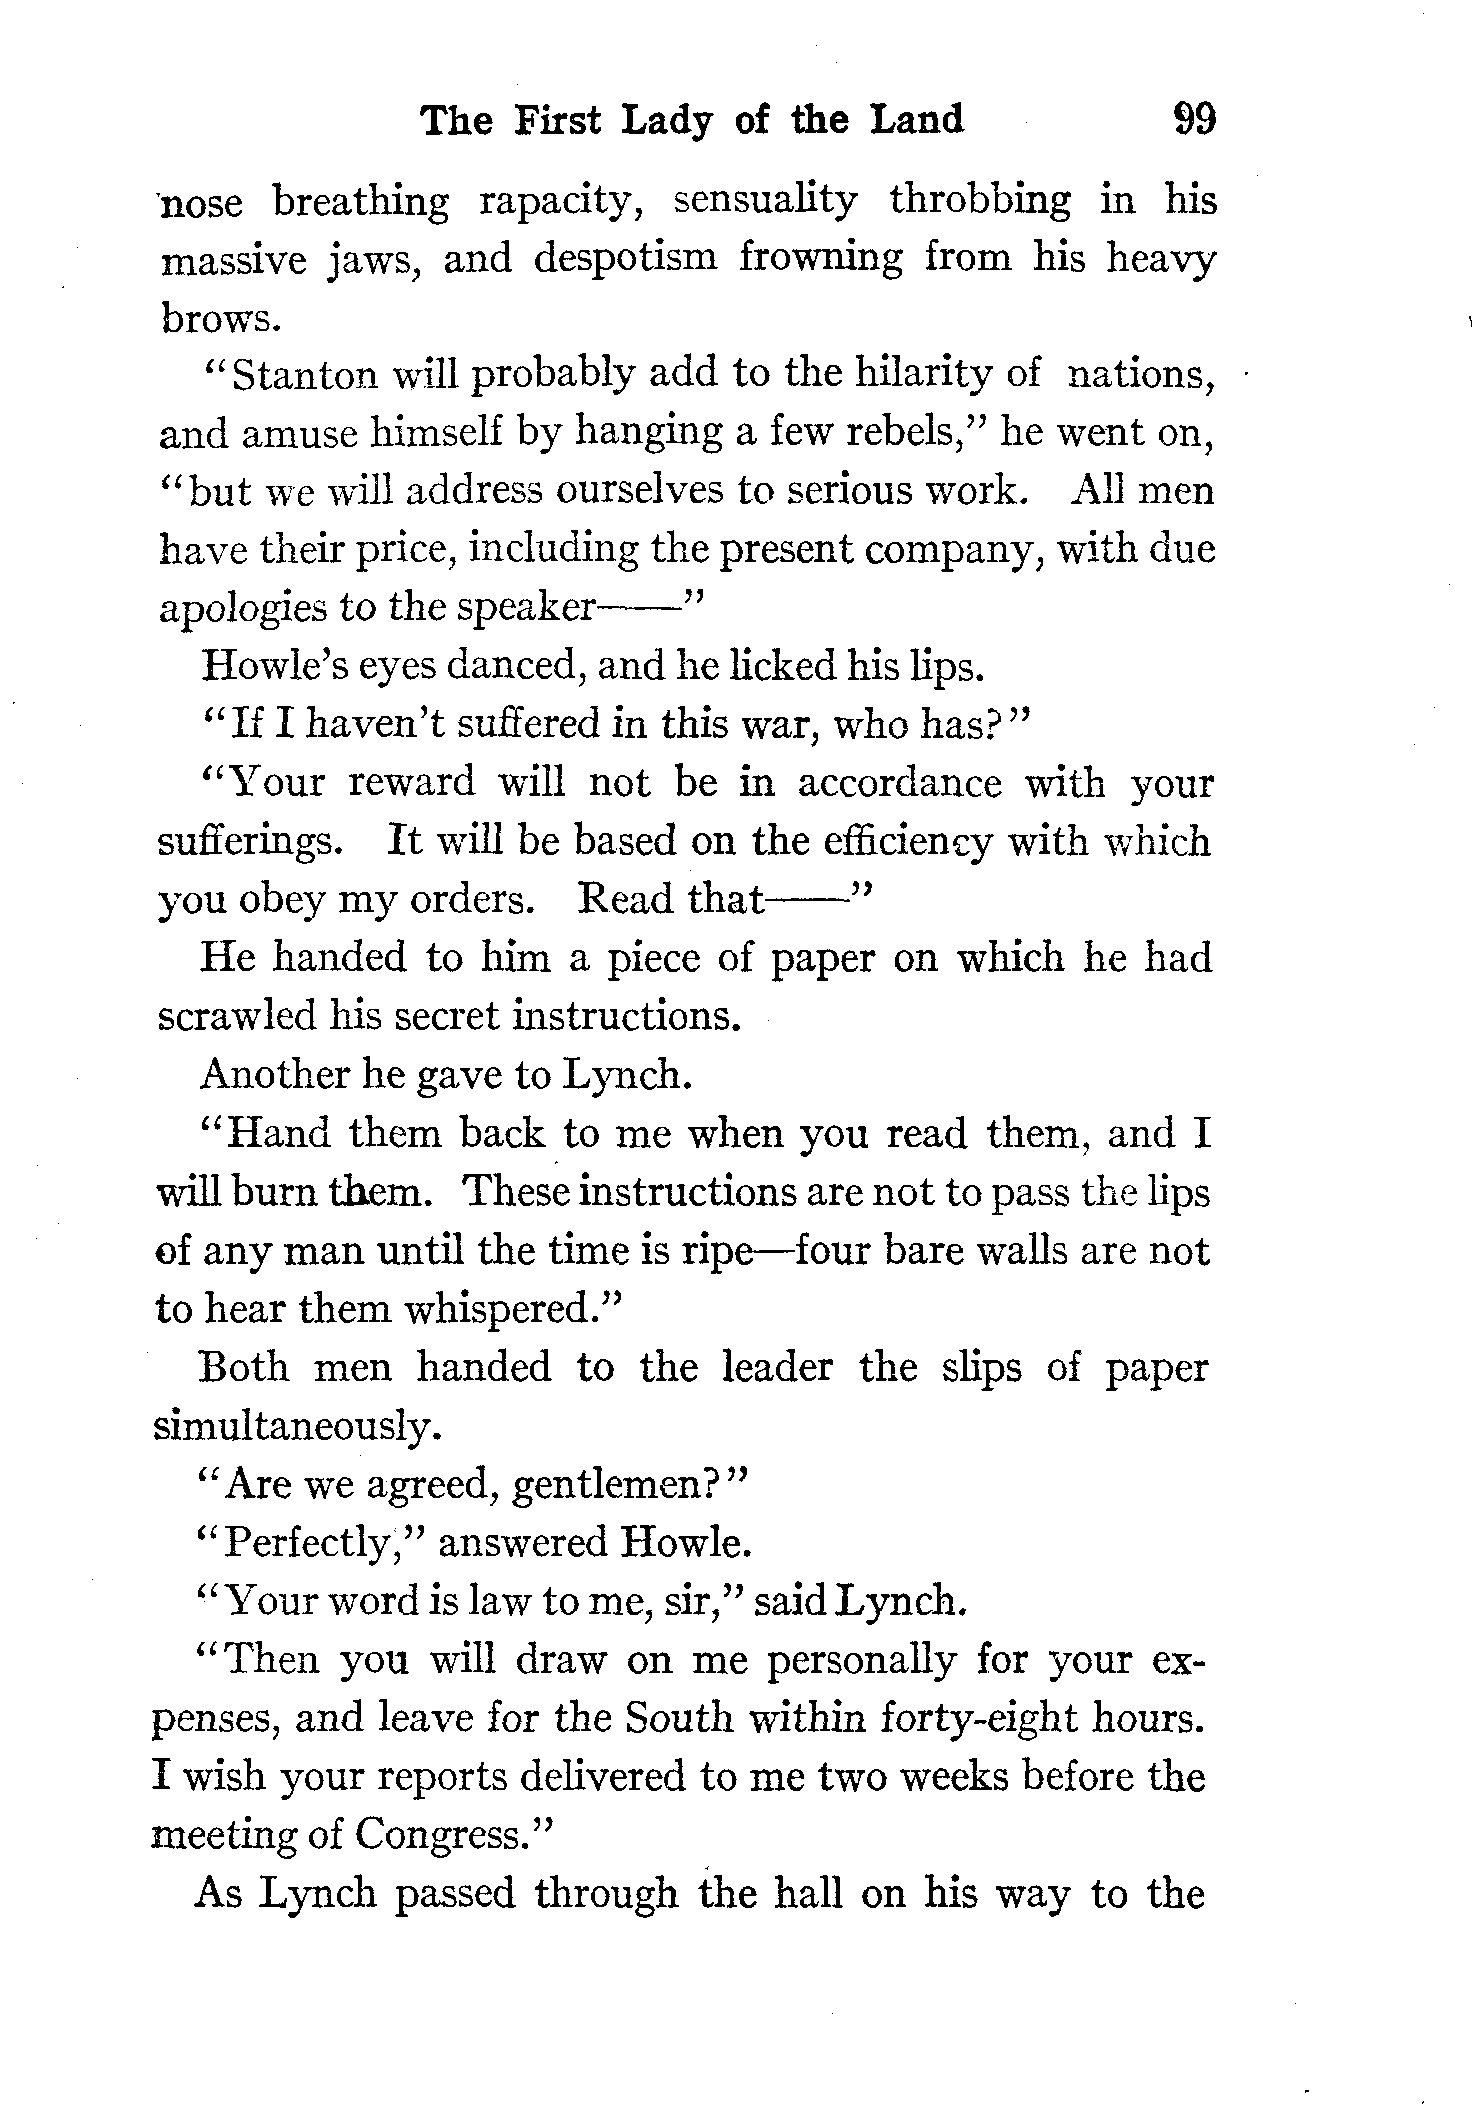 The First Lady of the Land 99
nose breathing rapacity, sensuality throbbing in his
massive jaws, and despotism frowning from his heavy
brows.
"Stanton will probably add to the hilarity of nations,
and amuse himself by hanging a few rebels," he went on,
"but we will address ourselves to serious work. All men
have their price, including the present company, with due
apologies to the speaker——"
Howle's eyes danced, and he licked his lips.
"If I haven't suffered in this war, who has?"
"Your reward will not be in accordance with your
sufferings. It will be based on the efficiency with which
you obey my orders. Read that——"
He handed to him a piece of paper on which he had
scrawled his secret instructions.
Another he gave to Lynch.
"Hand them back to me when you read them, and I
will burn them. These instructions are not to pass the lips
of any man until the time is ripe—four bare walls are not
to hear them whispered."
Both men handed to the leader the slips of paper
simultaneously.
"Are we agreed, gentlemen?"
"Perfectly," answered Howle.
"Your word is law to me, sir," said Lynch.
"Then you will draw on me personally for your ex-
penses, and leave for the South within forty-eight hours.
I wish your reports delivered to me two weeks before the
meeting of Congress."
As Lynch passed through the hall on his way to the